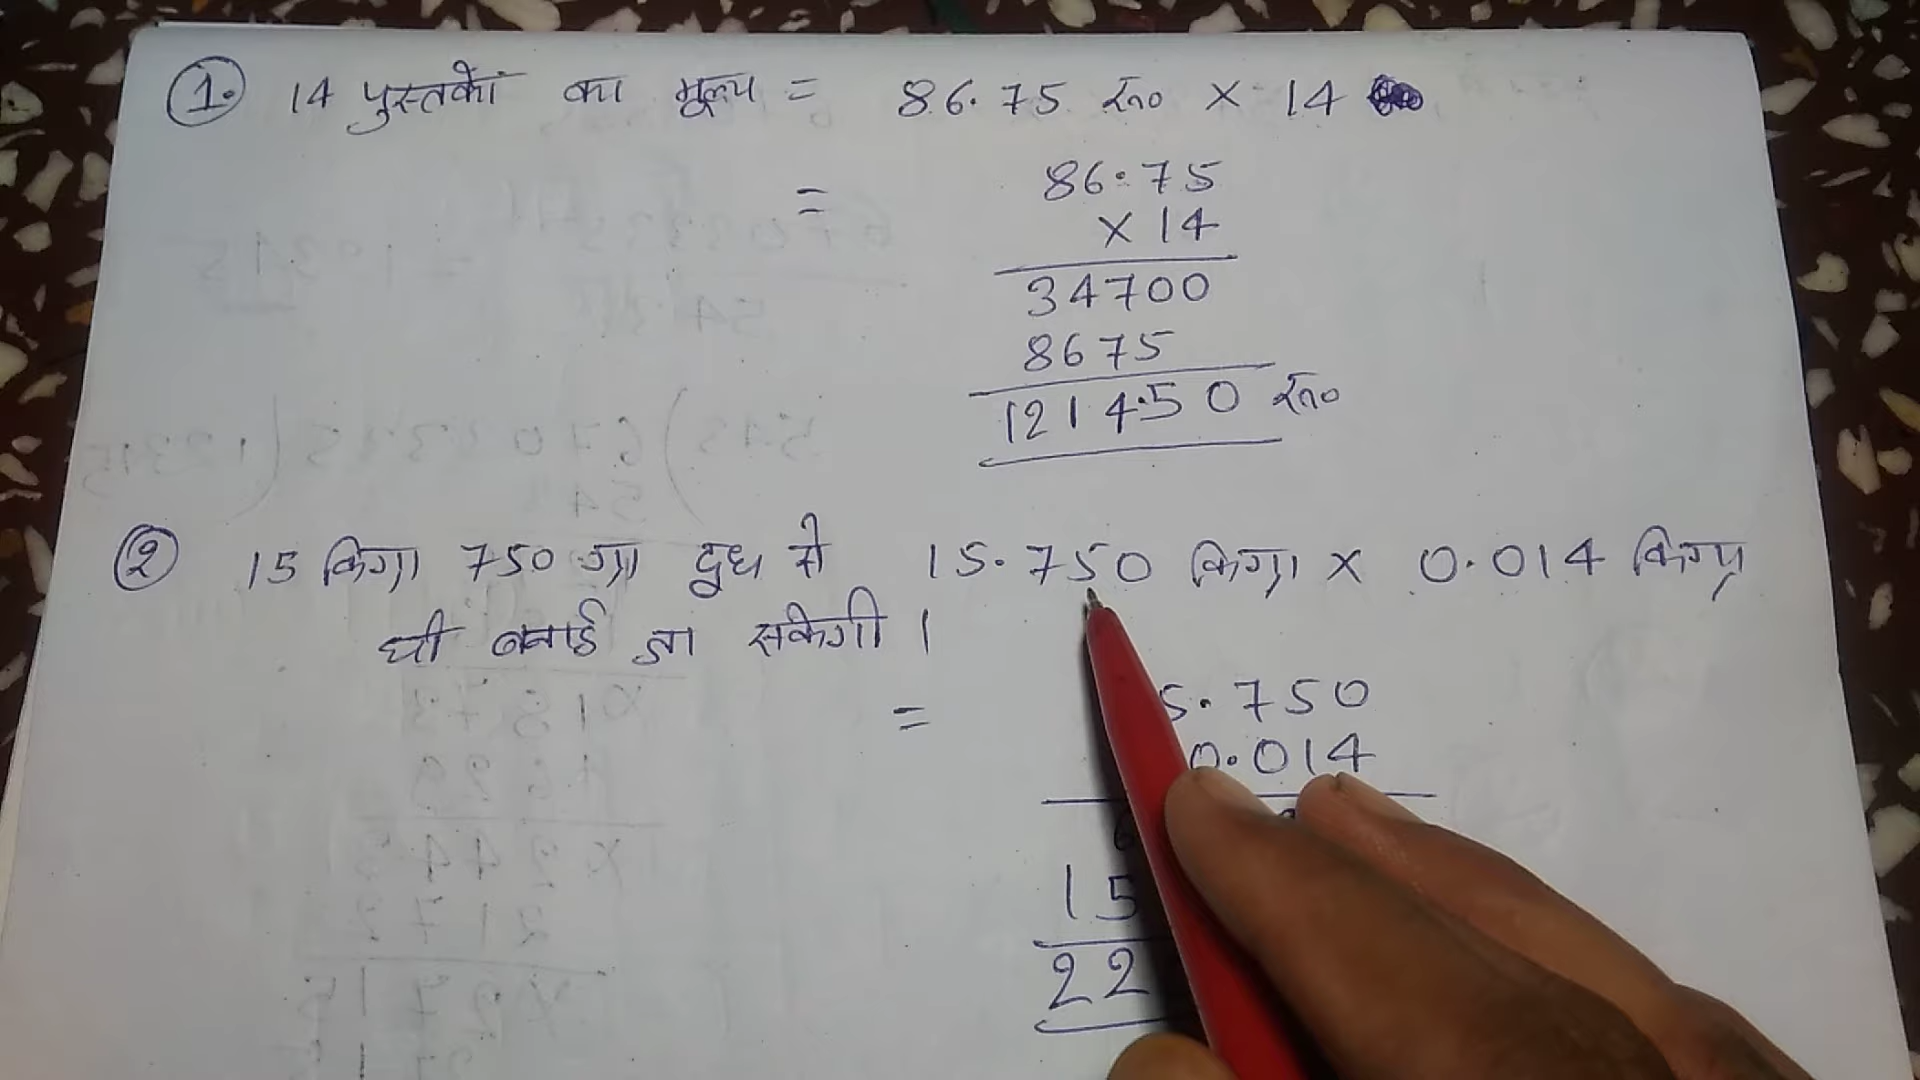 1. 14 पुस्तकों का मूल्य = 86.75 रू० × 14
= 86.75
× 14
34700
8675
1214.50 रू०
2 15 किग्रा 750 ग्रा दूध से 15.750 किग्रा × 0.014 किग्रा
घी बनाई जा सकेगी ।
= 5.750
0.014
6
15
22